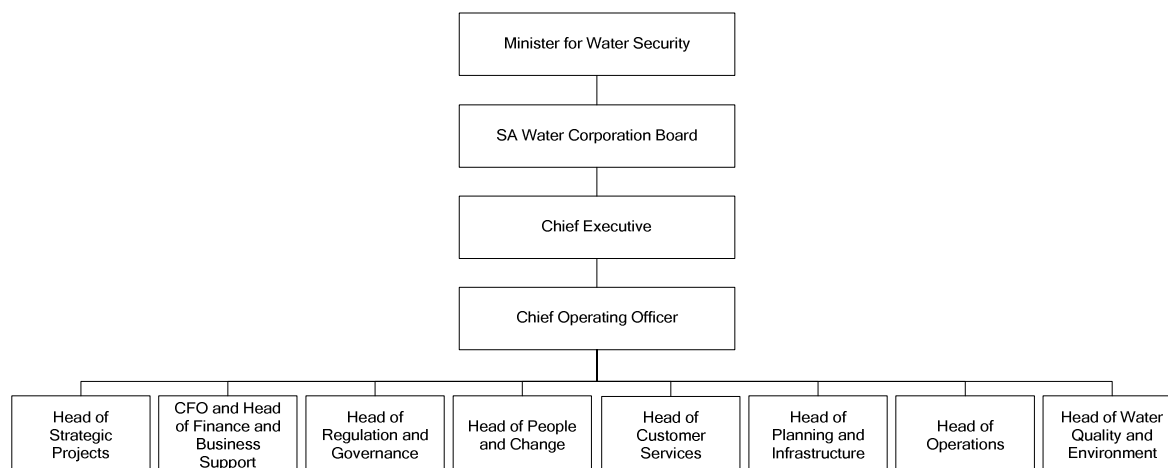 Minister for Water Security
SA Water Corporation Board
Chief Executive
Chief Operating Officer
Head of
Strategic
Projects
CFO and Head
of Finance and
Business
Support
Head of
Regulation and
Governance
Head of People
and Change
Head of
Customer
Services
Head of
Planning and
Infrastructure
Head of
Operations
Head of Water
Quality and
Environment